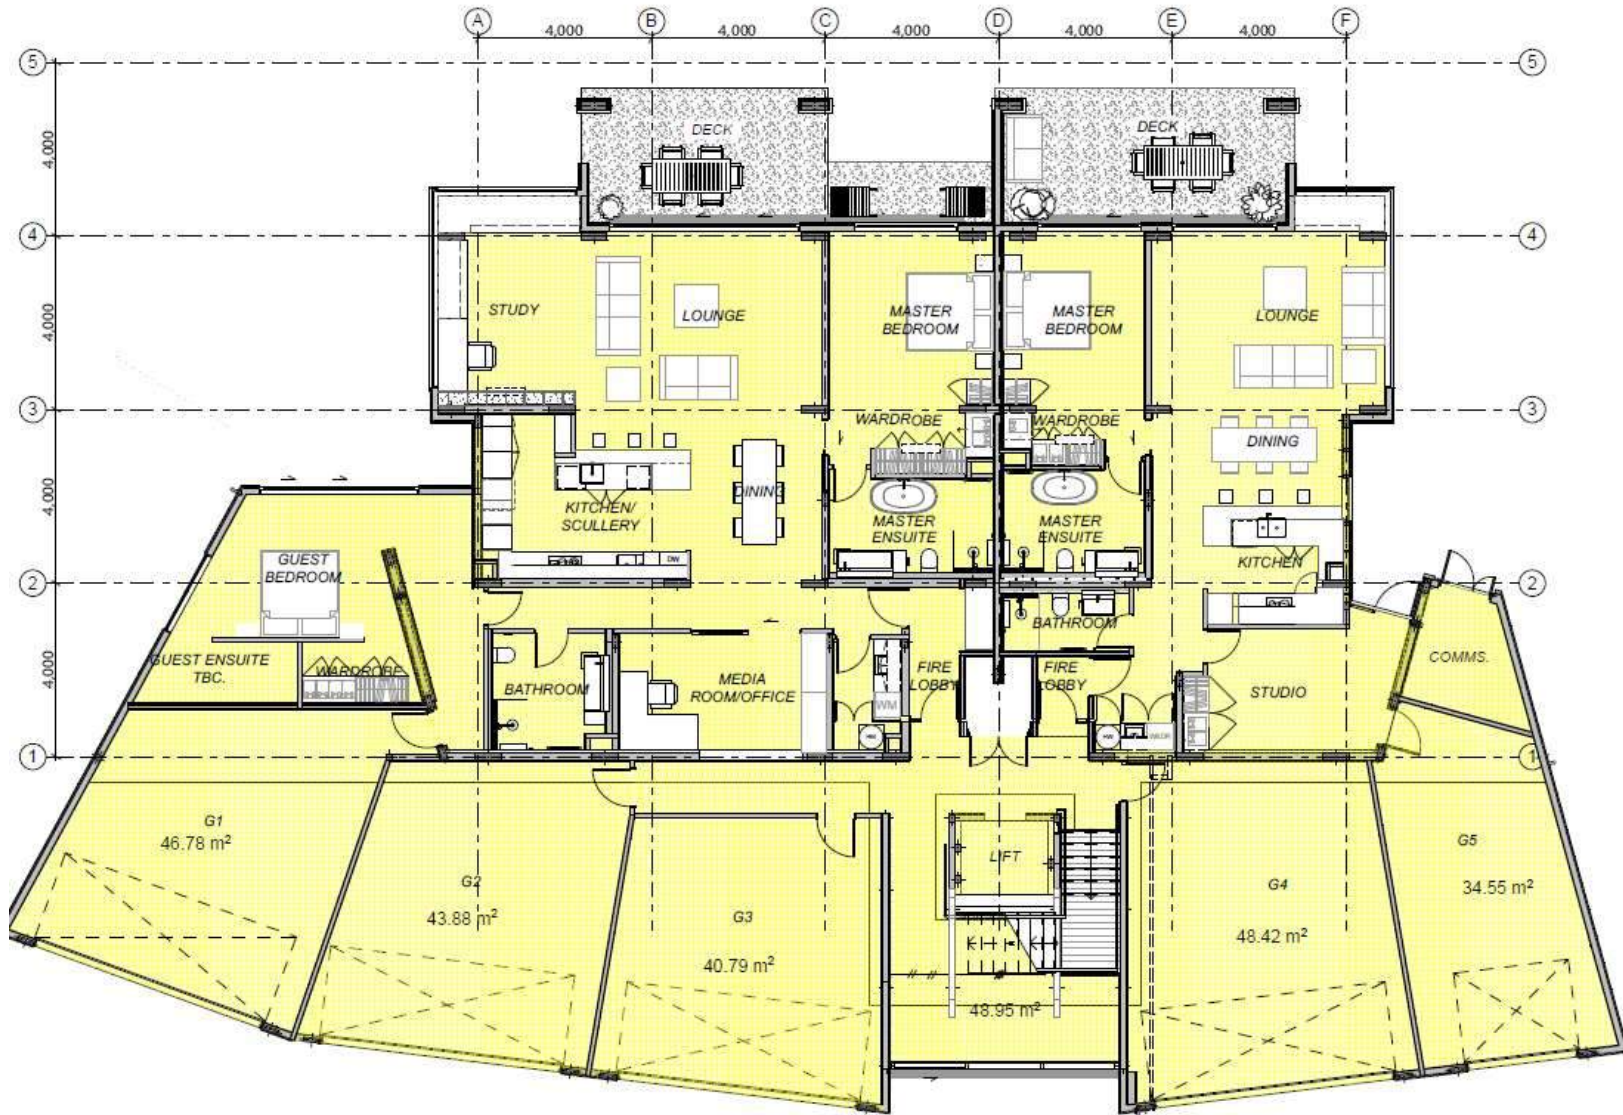 A B C D E F
4,000 4,000 4,000 4,000 4,000
5 5
4,000
DECK DECK
4 4
4,000
STUDY LOUNGE MASTER BEDROOM MASTER BEDROOM LOUNGE
3 3
WARDROBE WARDROBE
DINING
4,000
DINING
KITCHEN/
SCULLERY
MASTER
ENSUITE
MASTER
ENSUITE
GUEST
BEDROOM
DW
KITCHEN
2 2
BATHROOM
4,000
GUEST ENSUITE
TBC.
WARDROBE
BATHROOM
MEDIA
ROOM/OFFICE
FIRE
LOBBY
FIRE
LOBBY
STUDIO
COMMS.
WM
HW
HW
1 1
G1
46.78 m²
G2
43.88 m²
G3
40.79 m²
LIFT
48.95 m²
G4
48.42 m²
G5
34.55 m²